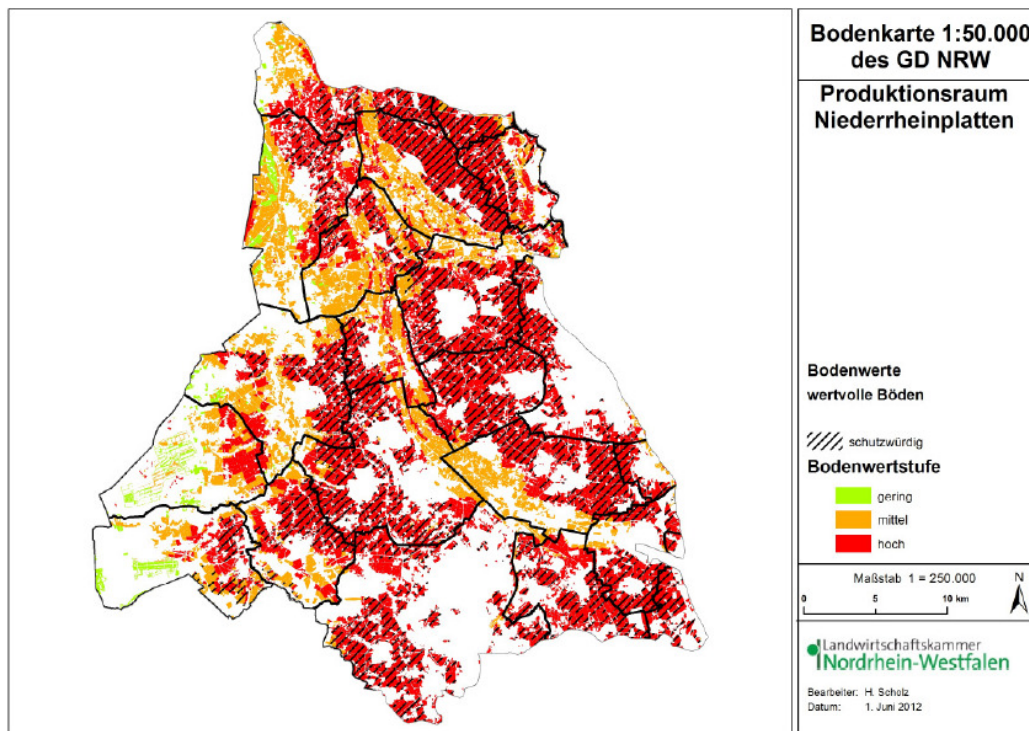 Bodenkarte 1:50.000
des GD NRW
Produktionsraum
Niederrheinplatten
Bodenwerte
wertvolle Böden
schutzwürdig
Bodenwertstufe
gering
mittel
hoch
Maßstab 1 = 250.000
N
0 5 10 km
Landwirtschaftskammer
Nordrhein-Westfalen
Bearbeiter: H. Scholz
Datum: 1. Juni 2012